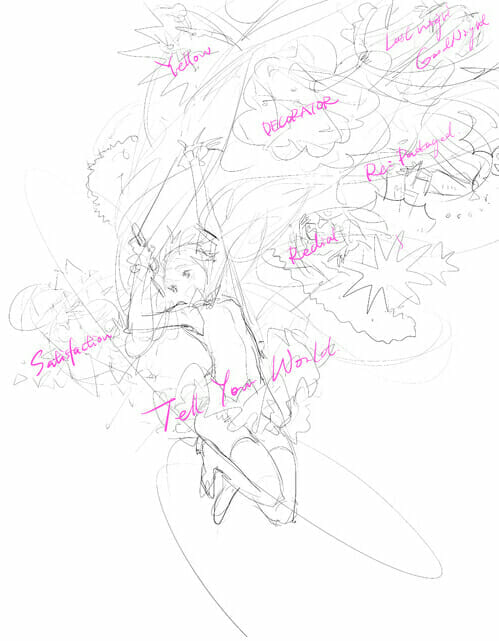 Last night
Good Night
Yellow
DECORATOR
Re:Packaged
Redial
Satisfaction
Tell Your World